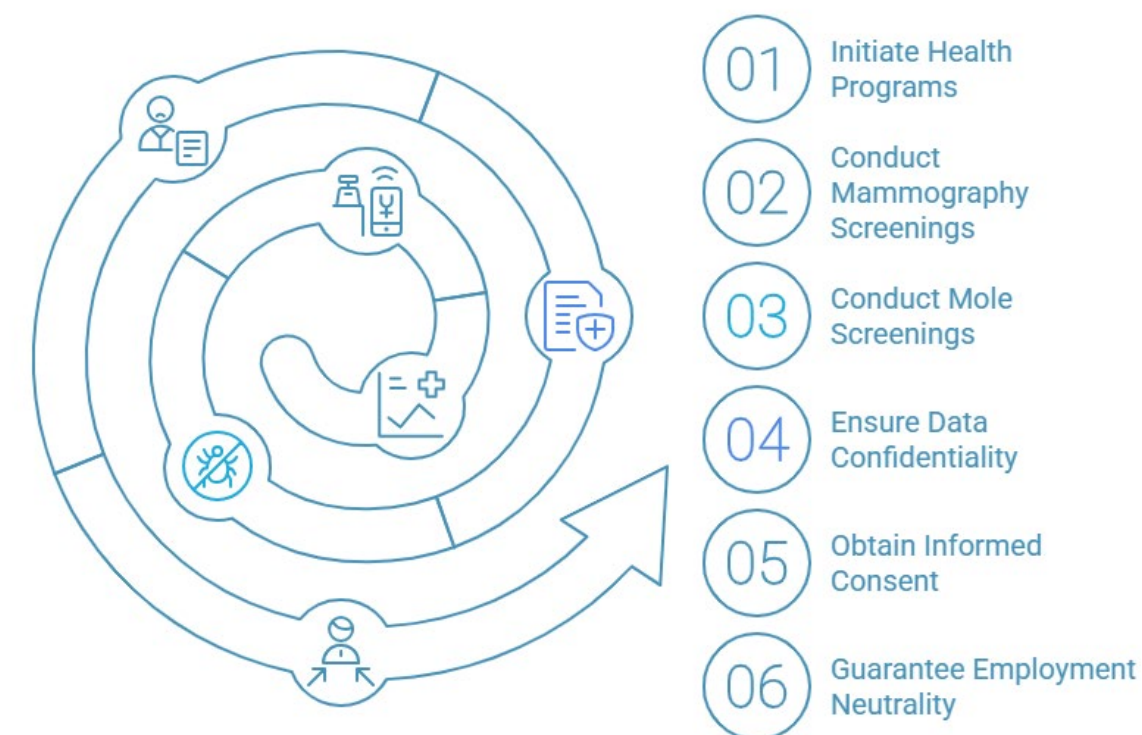 01
Initiate Health
Programs
02
Conduct
Mammography
Screenings
03
Conduct Mole
Screenings
04
Ensure Data
Confidentiality
05
Obtain Informed
Consent
06
Guarantee Employment
Neutrality